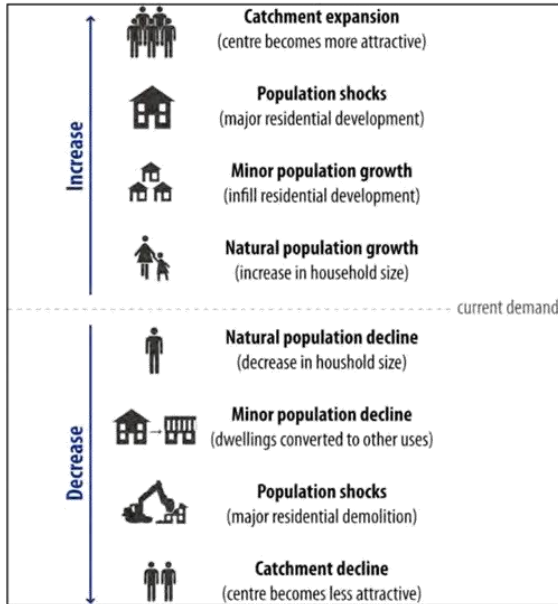 Increase
Catchment expansion
(centre becomes more attractive)
Population shocks
(major residential development)
Minor population growth
(infill residential development)
Natural population growth
(increase in household size)
current demand
Decrease
Natural population decline
(decrease in houshold size)
Minor population decline
(dwellings converted to other uses)
Population shocks
(major residential demolition)
Catchment decline
(centre becomes less attractive)